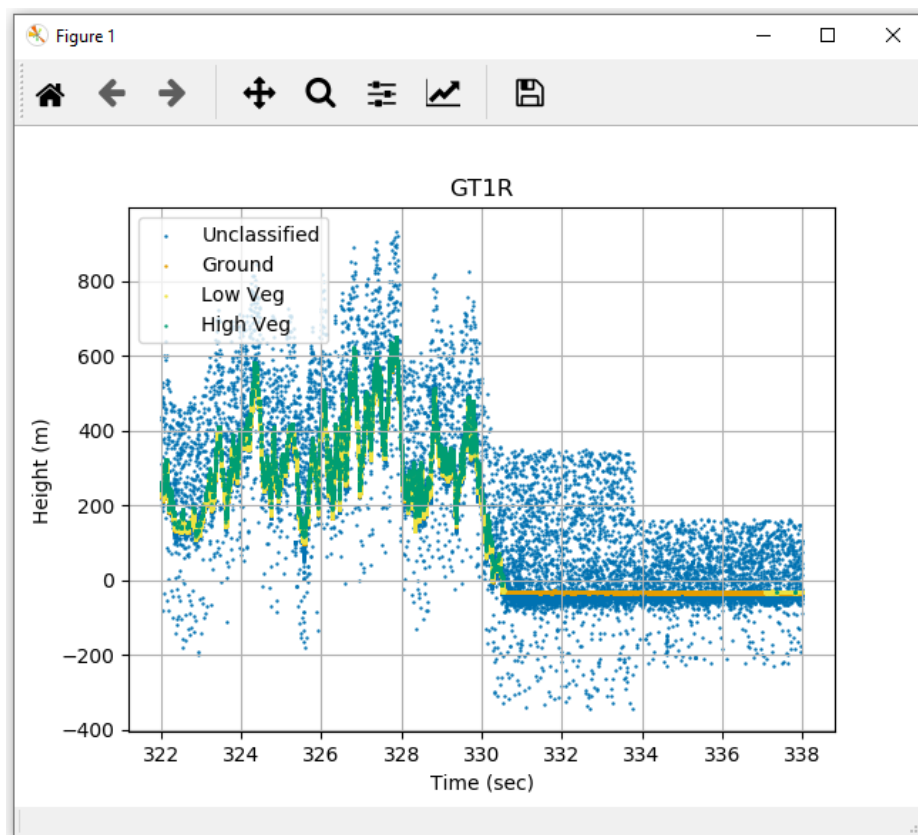 Figure 1
GT1R
Unclassified
Ground
Low Veg
High Veg
Height (m)
800
600
400
200
0
−200
−400
322 324 326 328 330 332 334 336 338
Time (sec)